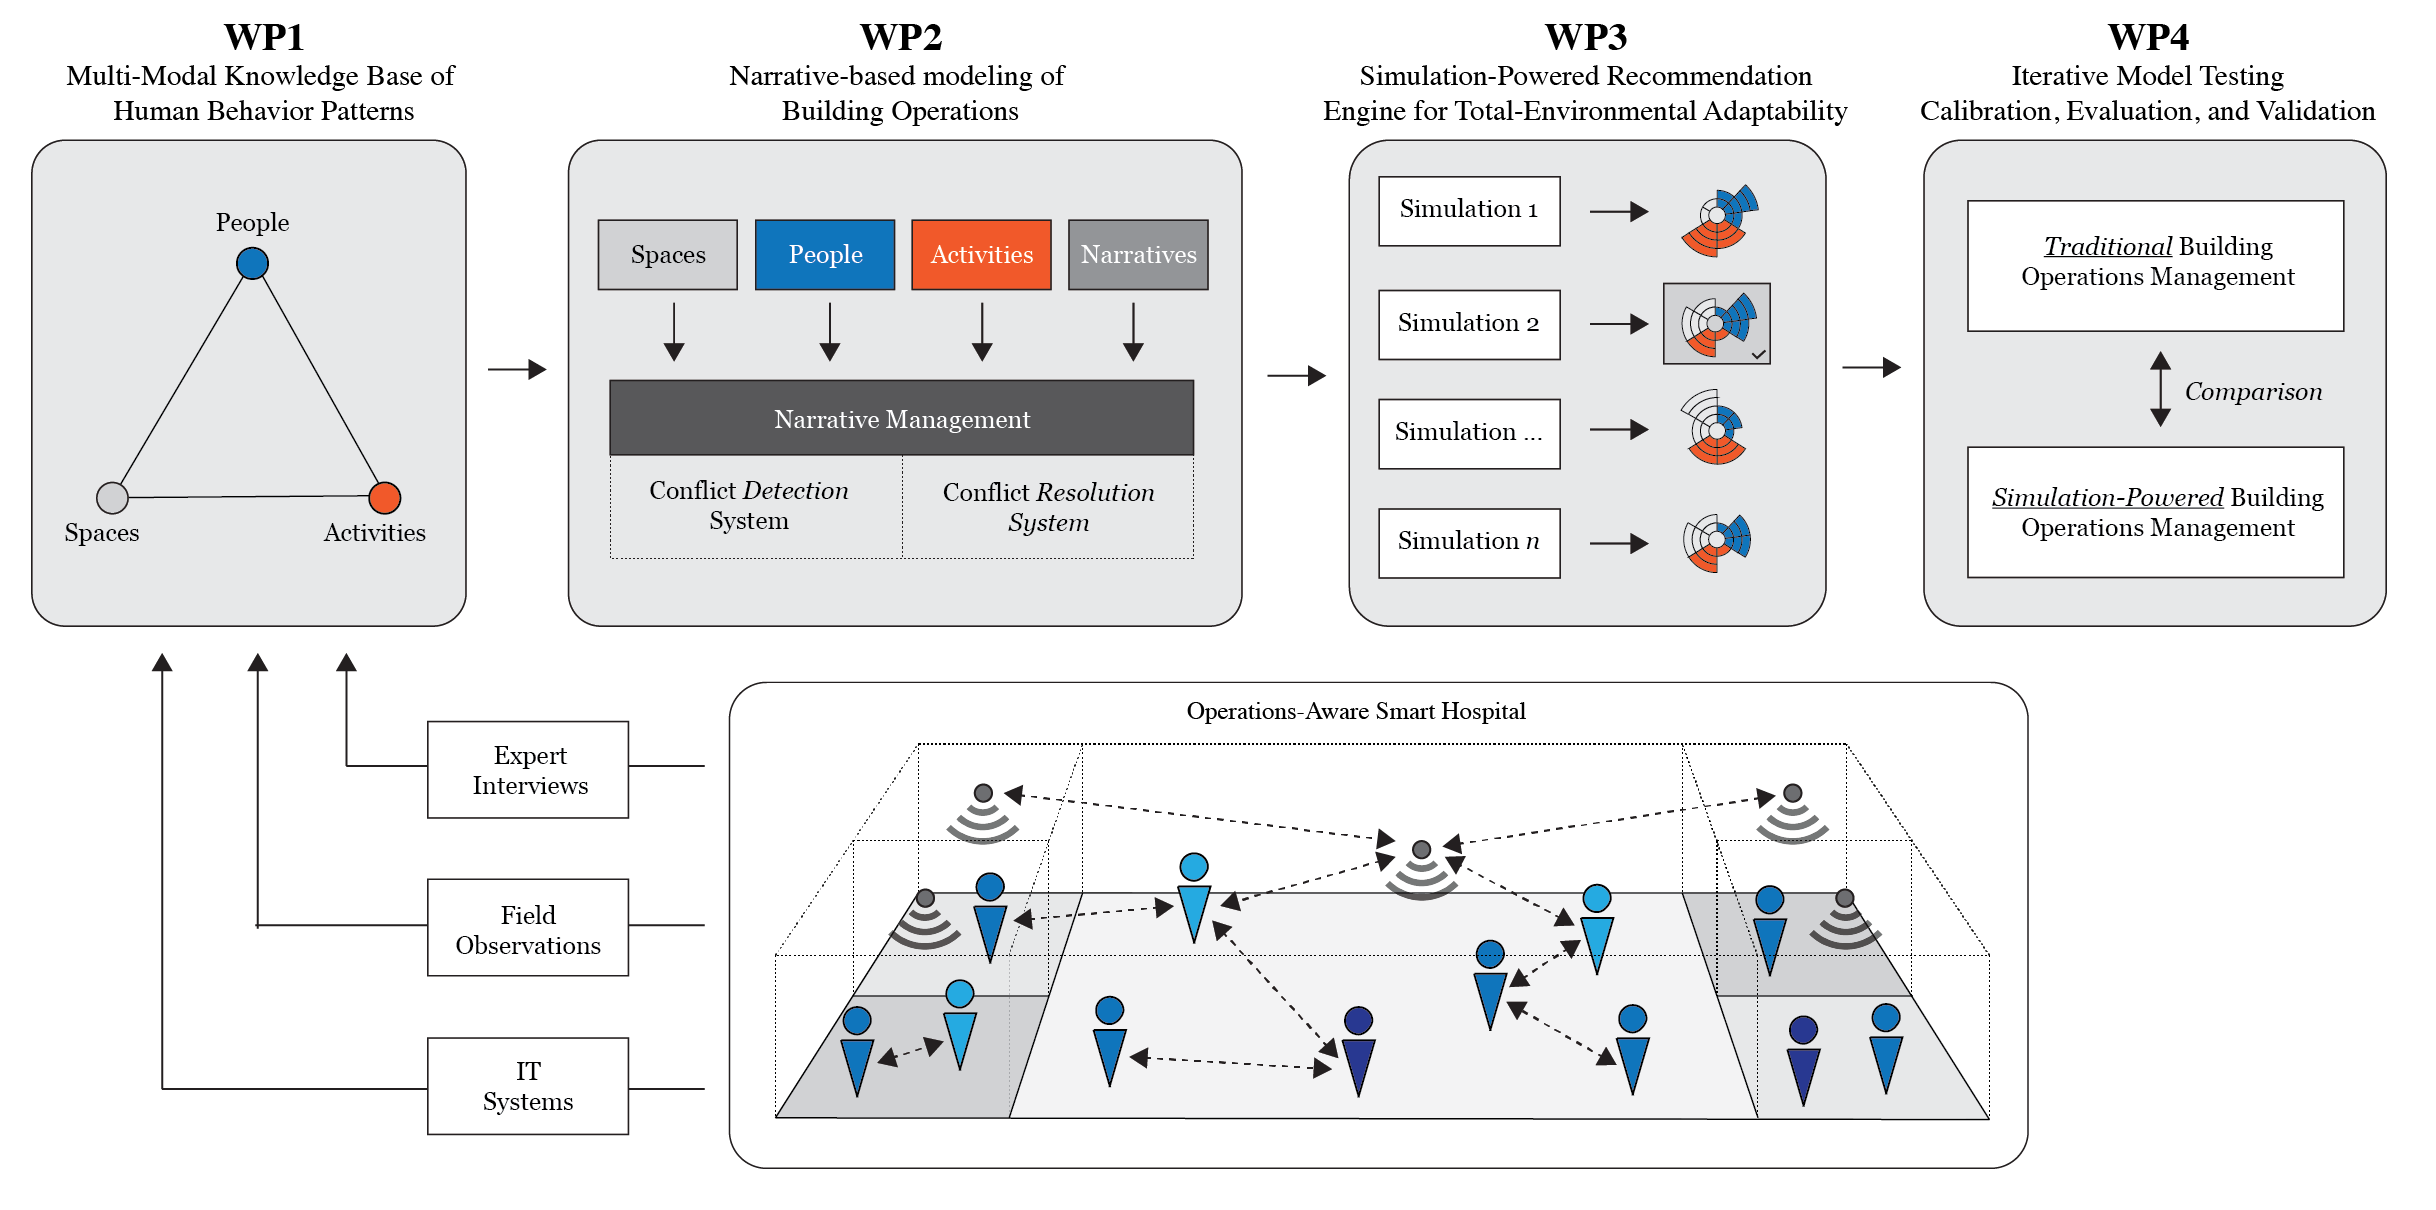 WP1
Multi-Modal Knowledge Base of
Human Behavior Patterns
People
Spaces
Activities
WP2
Narrative-based modeling of
Building Operations
Spaces
People
Activities
Narratives
Narrative Management
Conflict Detection
System
Conflict Resolution
System
WP3
Simulation-Powered Recommendation
Engine for Total-Environmental Adaptability
Simulation 1
Simulation 2
Simulation ...
Simulation n
WP4
Iterative Model Testing
Calibration, Evaluation, and Validation
Traditional Building
Operations Management
Comparison
Simulation-Powered Building
Operations Management
Expert
Interviews
Field
Observations
IT
Systems
Operations-Aware Smart Hospital